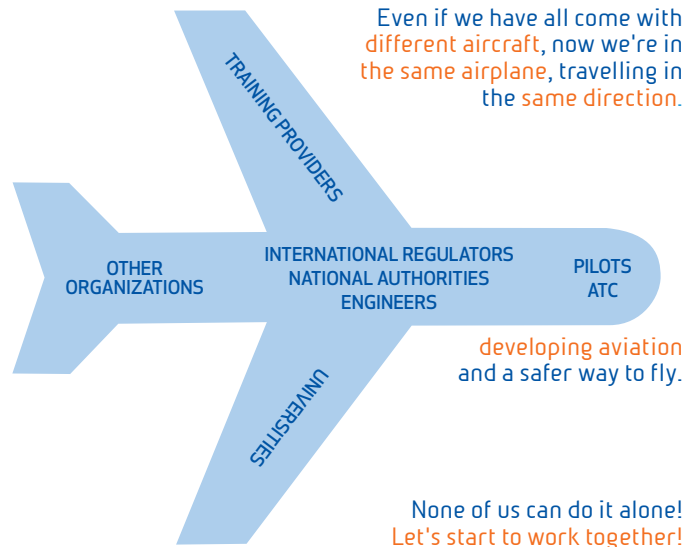 Even if we have all come with
different aircraft, now we're in
the same airplane, travelling in
the same direction.
TRAINING PROVIDERS
OTHER
ORGANIZATIONS
INTERNATIONAL REGULATORS
NATIONAL AUTHORITIES
ENGINEERS
PILOTS
ATC
UNIVERSITIES
developing aviation
and a safer way to fly.
None of us can do it alone!
Let's start to work together!